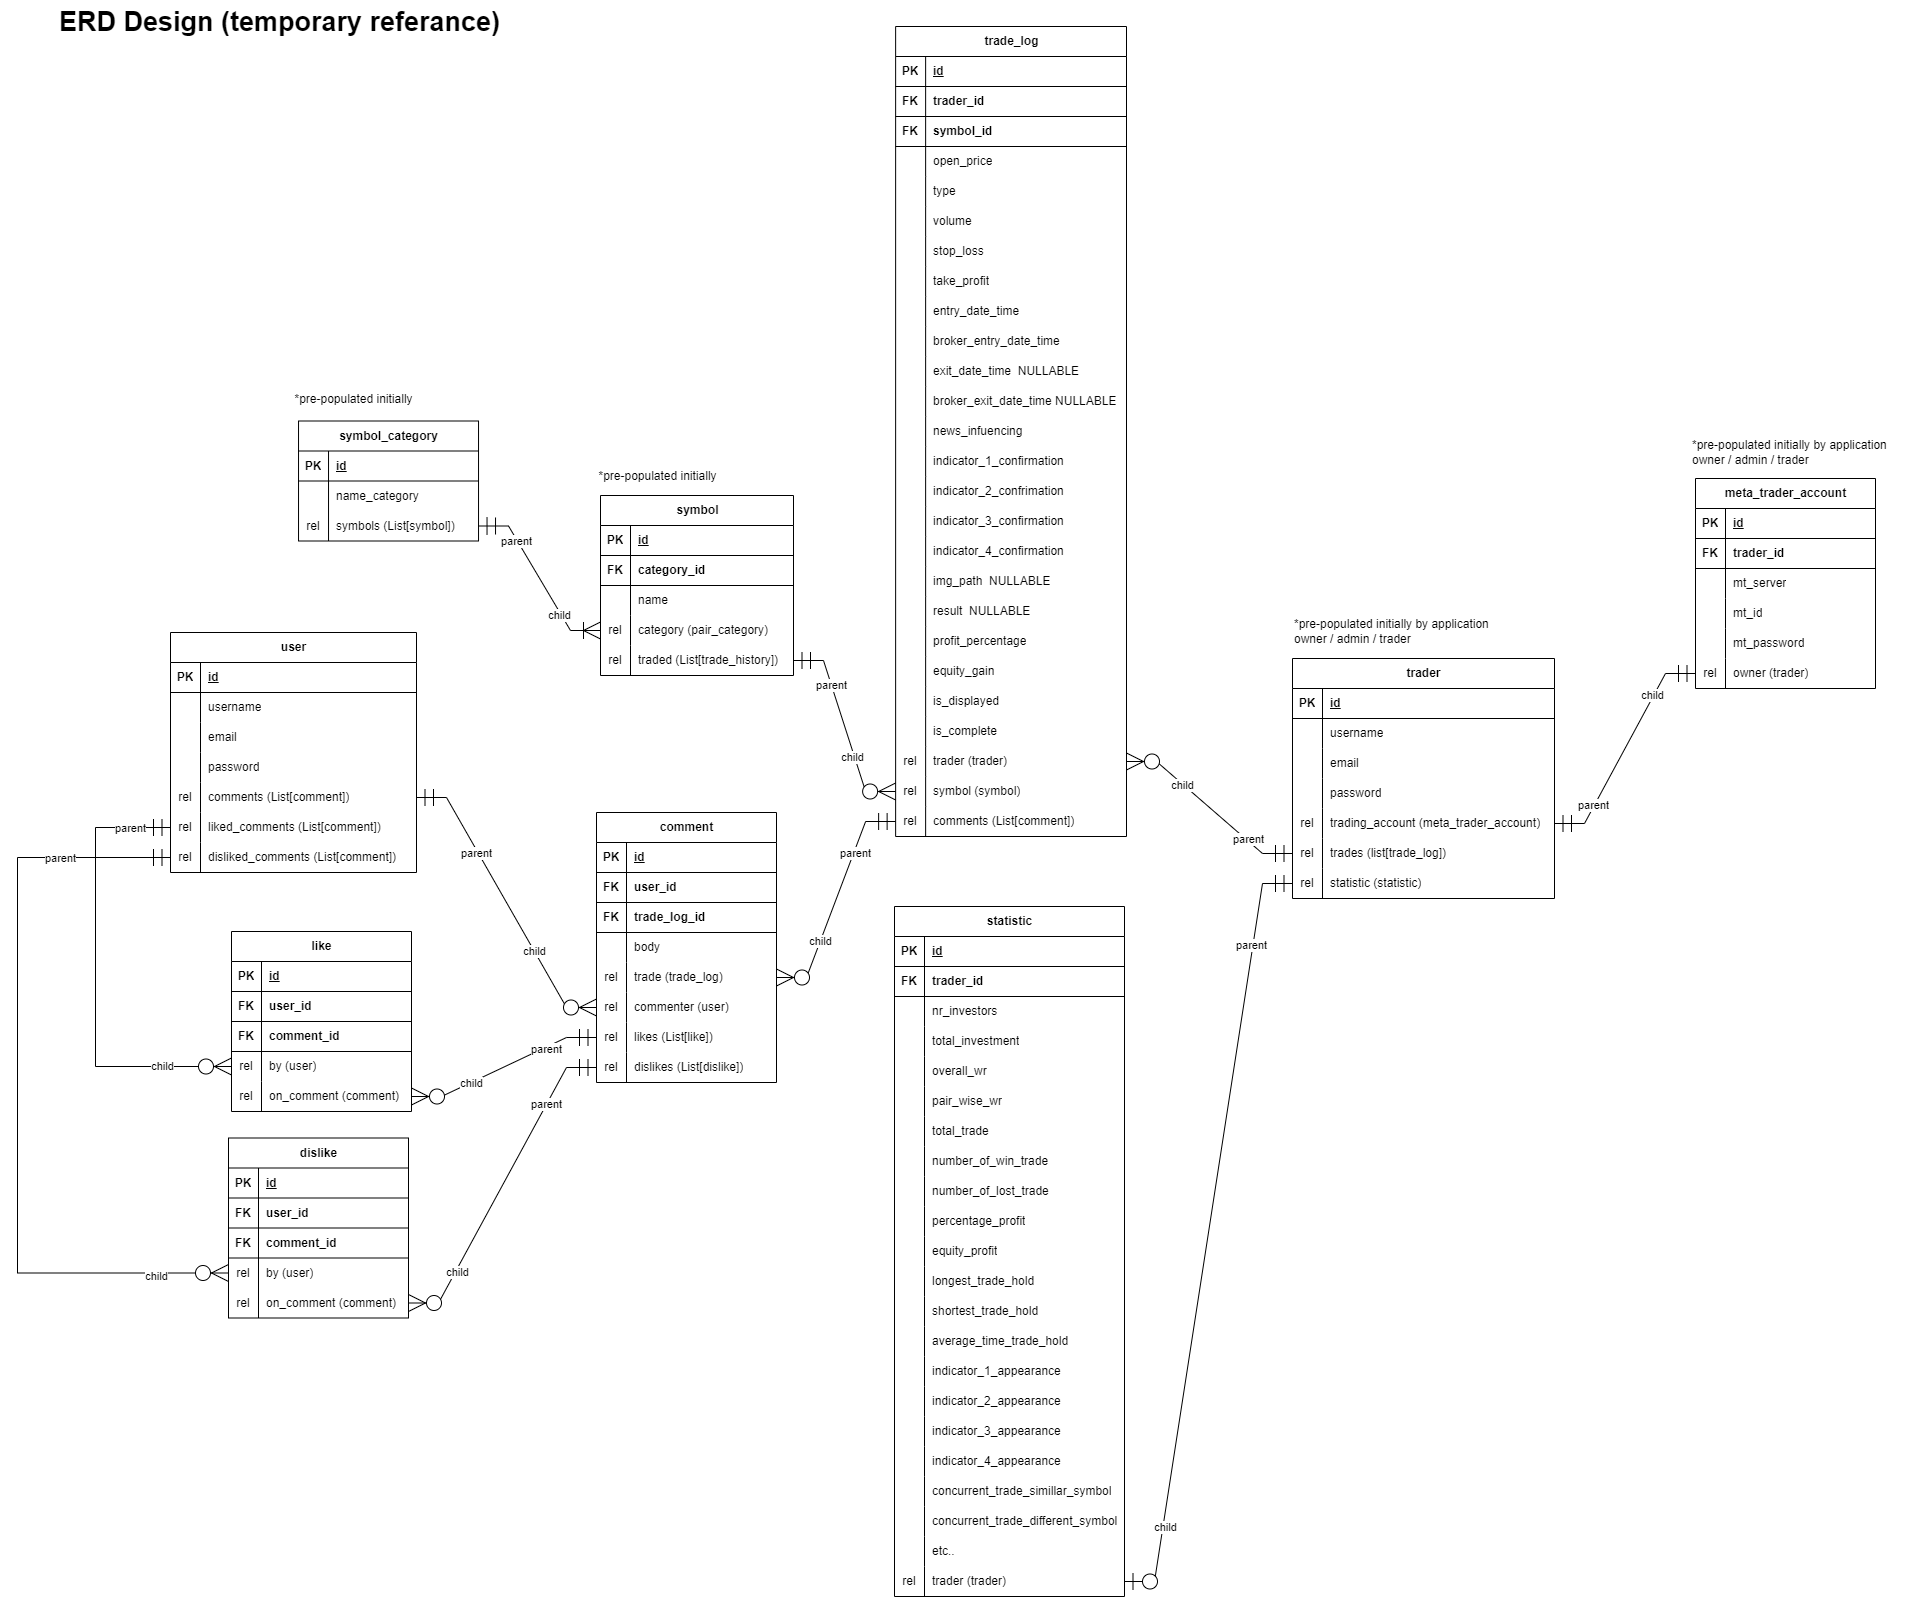 ERD Design (temporary referance)
trade_log
PK id
FK trader_id
FK symbol_id
open_price
type
volume
stop_loss
take_profit
entry_date_time
broker_entry_date_time
exit_date_time NULLABLE
broker_exit_date_time NULLABLE
news_infuencing
indicator_1_confirmation
indicator_2_confrimation
indicator_3_confirmation
indicator_4_confirmation
img_path NULLABLE
result NULLABLE
profit_percentage
equity_gain
is_displayed
is_complete
rel trader (trader)
rel symbol (symbol)
rel comments (List[comment])
*pre-populated initially
symbol_category
PK id
name_category
rel symbols (List[symbol])
parent
child
*pre-populated initially
symbol
PK id
FK category_id
name
rel category (pair_category)
rel traded (List[trade_history])
parent
child
user
PK id
username
email
password
rel comments (List[comment])
rel liked_comments (List[comment])
rel disliked_comments (List[comment])
parent
parent
parent
child
comment
PK id
FK user_id
FK trade_log_id
body
rel trade (trade_log)
rel commenter (user)
rel likes (List[like])
rel dislikes (List[dislike])
parent
child
parent
child
parent
child
like
PK id
FK user_id
FK comment_id
rel by (user)
rel on_comment (comment)
child
dislike
PK id
FK user_id
FK comment_id
rel by (user)
rel on_comment (comment)
child
statistic
PK id
FK trader_id
nr_investors
total_investment
overall_wr
pair_wise_wr
total_trade
number_of_win_trade
number_of_lost_trade
percentage_profit
equity_profit
longest_trade_hold
shortest_trade_hold
average_time_trade_hold
indicator_1_appearance
indicator_2_appearance
indicator_3_appearance
indicator_4_appearance
concurrent_trade_simillar_symbol
concurrent_trade_different_symbol
etc..
rel trader (trader)
child
parent
child
parent
*pre-populated initially by application
owner / admin / trader
trader
PK id
username
email
password
rel trading_account (meta_trader_account)
rel trades (list[trade_log])
rel statistic (statistic)
parent
child
*pre-populated initially by application
owner / admin / trader
meta_trader_account
PK id
FK trader_id
mt_server
mt_id
mt_password
rel owner (trader)